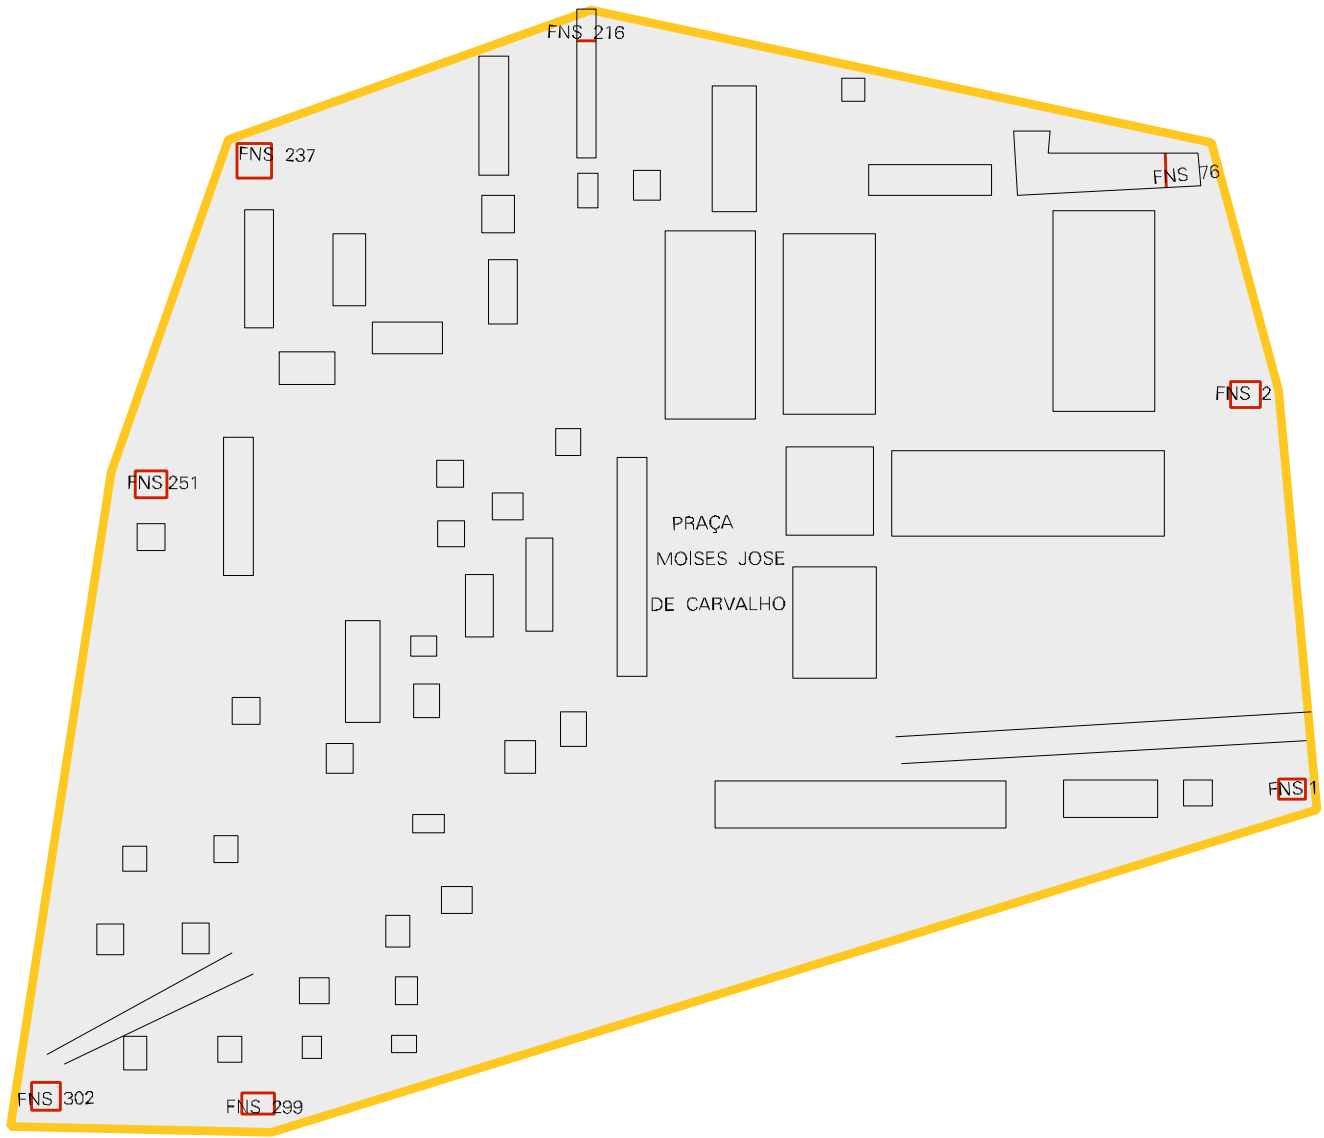 FNS 216
FNS 237
FNS 76
FNS 2
FNS 251
PRAÇA
MOISES JOSE
DE CARVALHO
FNS 1
FNS 302
FNS 299